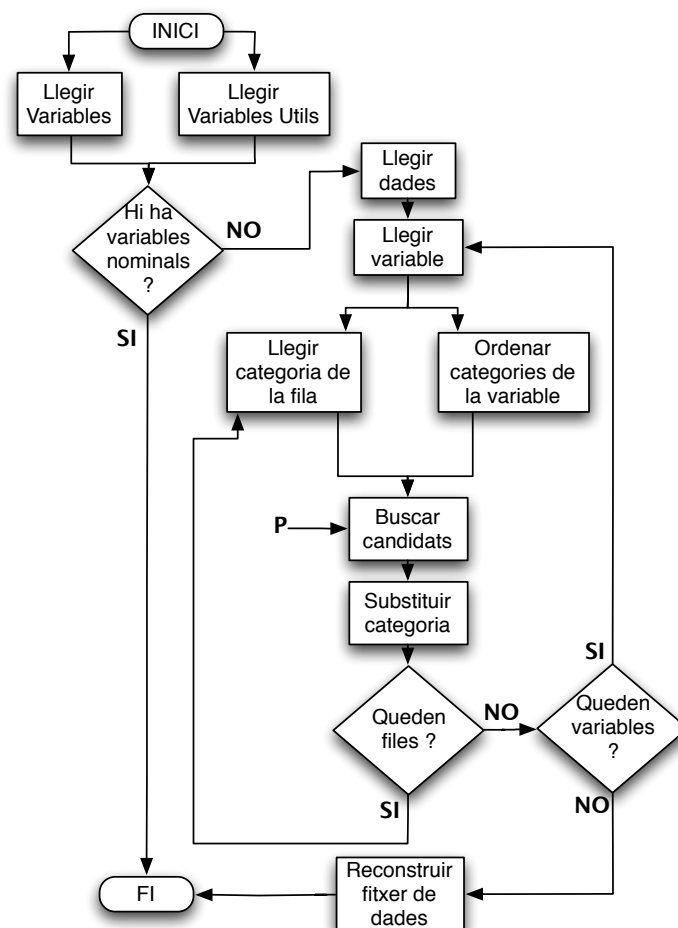 INICI
Llegir
Variables
Llegir
Variables Utils
Hi ha
variables
nominals
?
NO
SI
Llegir
dades
Llegir
variable
Llegir
categoria de
la fila
Ordenar
categories de
la variable
P
Buscar
candidats
Substituir
categoria
Queden
files ?
NO
SI
Queden
variables
?
SI
NO
Reconstruir
fitxer de
dades
FI